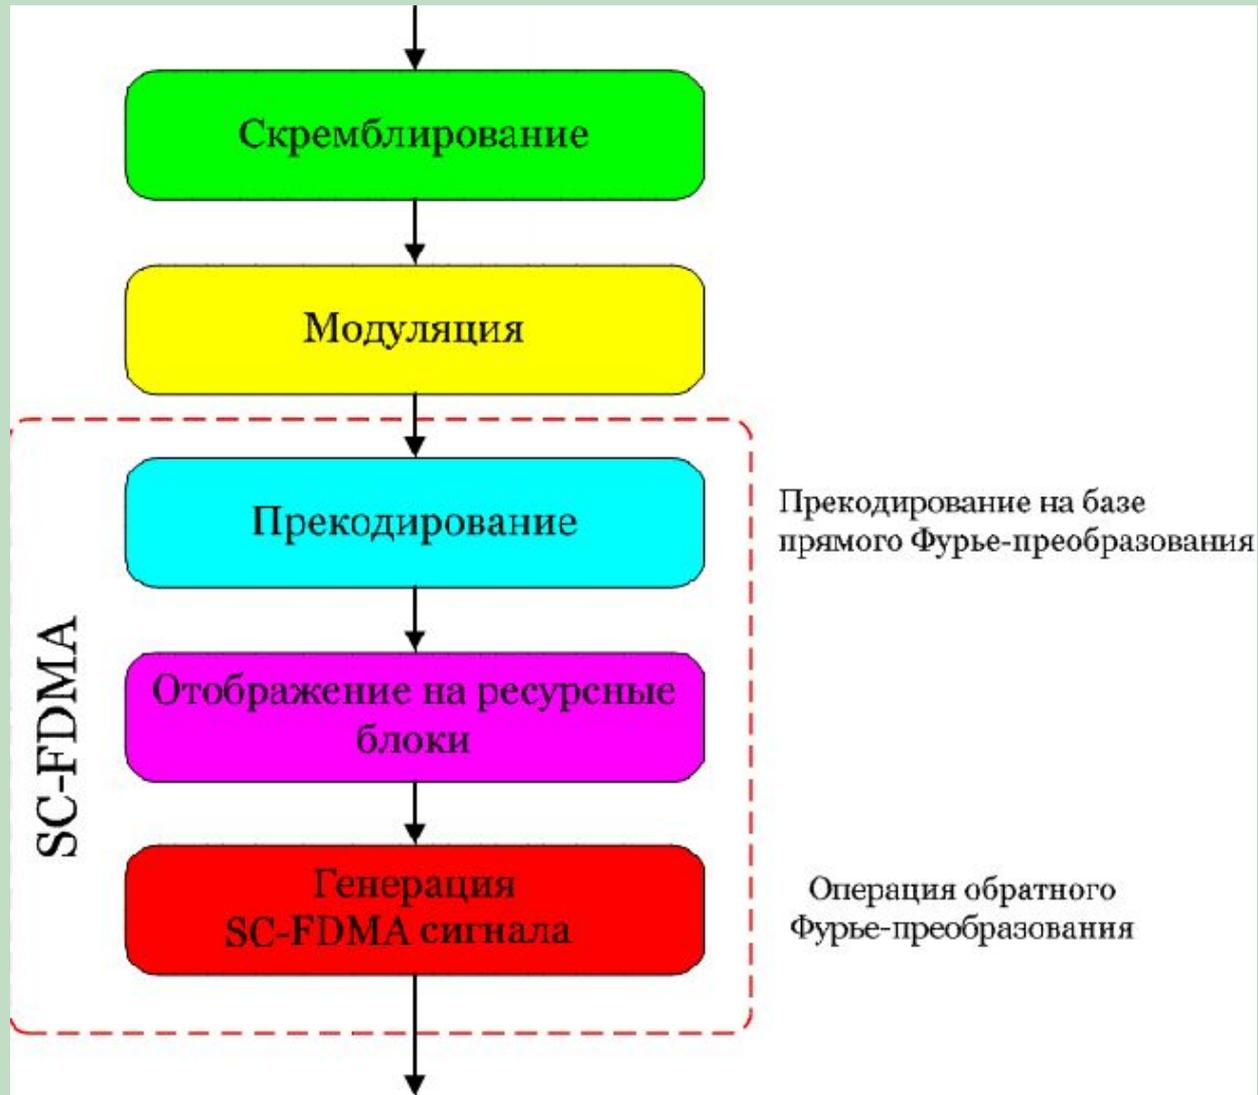 Скремблирование
Модуляция
Прекодирование
Прекодирование на базе
прямого Фурье-преобразования
SC-FDMA
Отображение на ресурсные
блоки
Генерация
SC-FDMA сигнала
Операция обратного
Фурье-преобразования